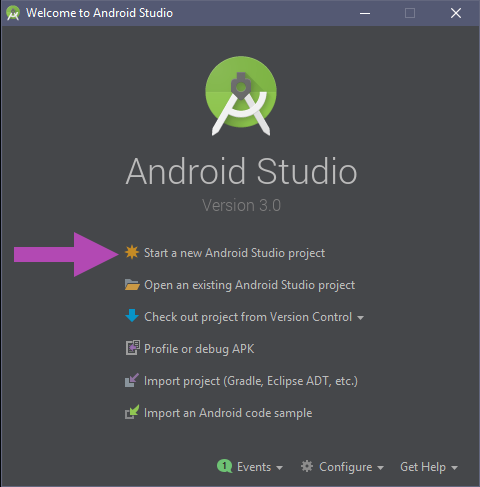 Welcome to Android Studio
Android Studio
Version 3.0
Start a new Android Studio project
Open an existing Android Studio project
Check out project from Version Control
Profile or debug APK
Import project (Gradle, Eclipse ADT, etc.)
Import an Android code sample
1 Events Configure Get Help